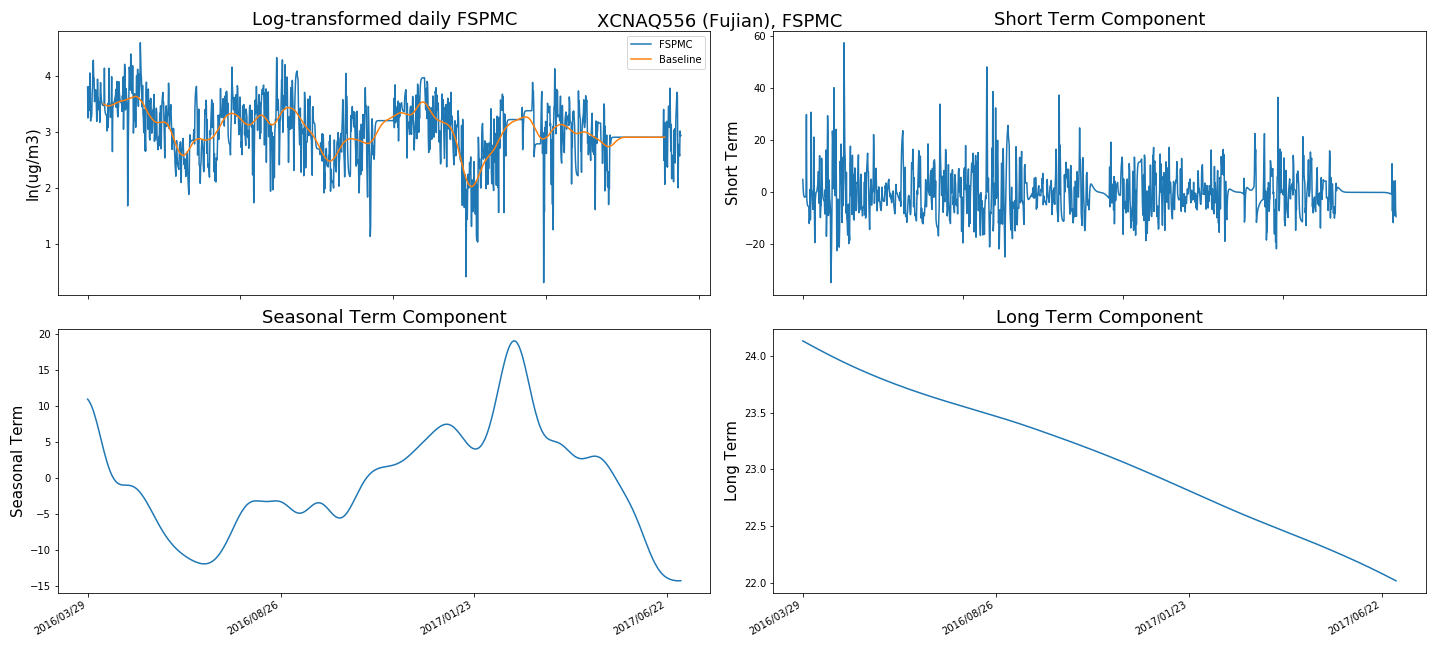 XCNAQ556 (Fujian), FSPMC
Log-transformed daily FSPMC
FSPMC
Baseline
ln(ug/m3)
4
3
2
1
Short Term Component
Short Term
60
40
20
0
−20
Seasonal Term Component
Seasonal Term
20
15
10
5
0
−5
−10
−15
2016/03/29
2016/08/26
2017/01/23
2017/06/22
Long Term Component
Long Term
24.0
23.5
23.0
22.5
22.0
2016/03/29
2016/08/26
2017/01/23
2017/06/22